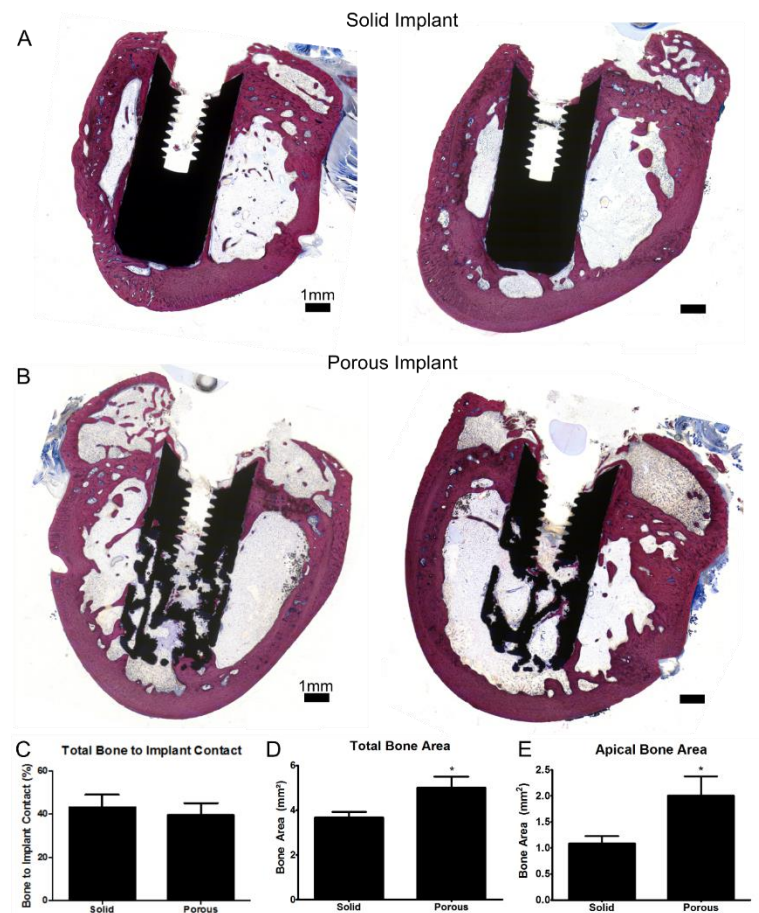 Solid Implant
A
1mm
Porous Implant
B
1mm
C
Total Bone to Implant Contact
Bone to Implant Contact (%)
60
40
20
0
Solid
Porous
D
Total Bone Area
Bone Area (mm²)
6
4
2
0
*
Solid
Porous
E
Apical Bone Area
Bone Area (mm²)
2.5
2.0
1.5
1.0
0.5
0.0
*
Solid
Porous